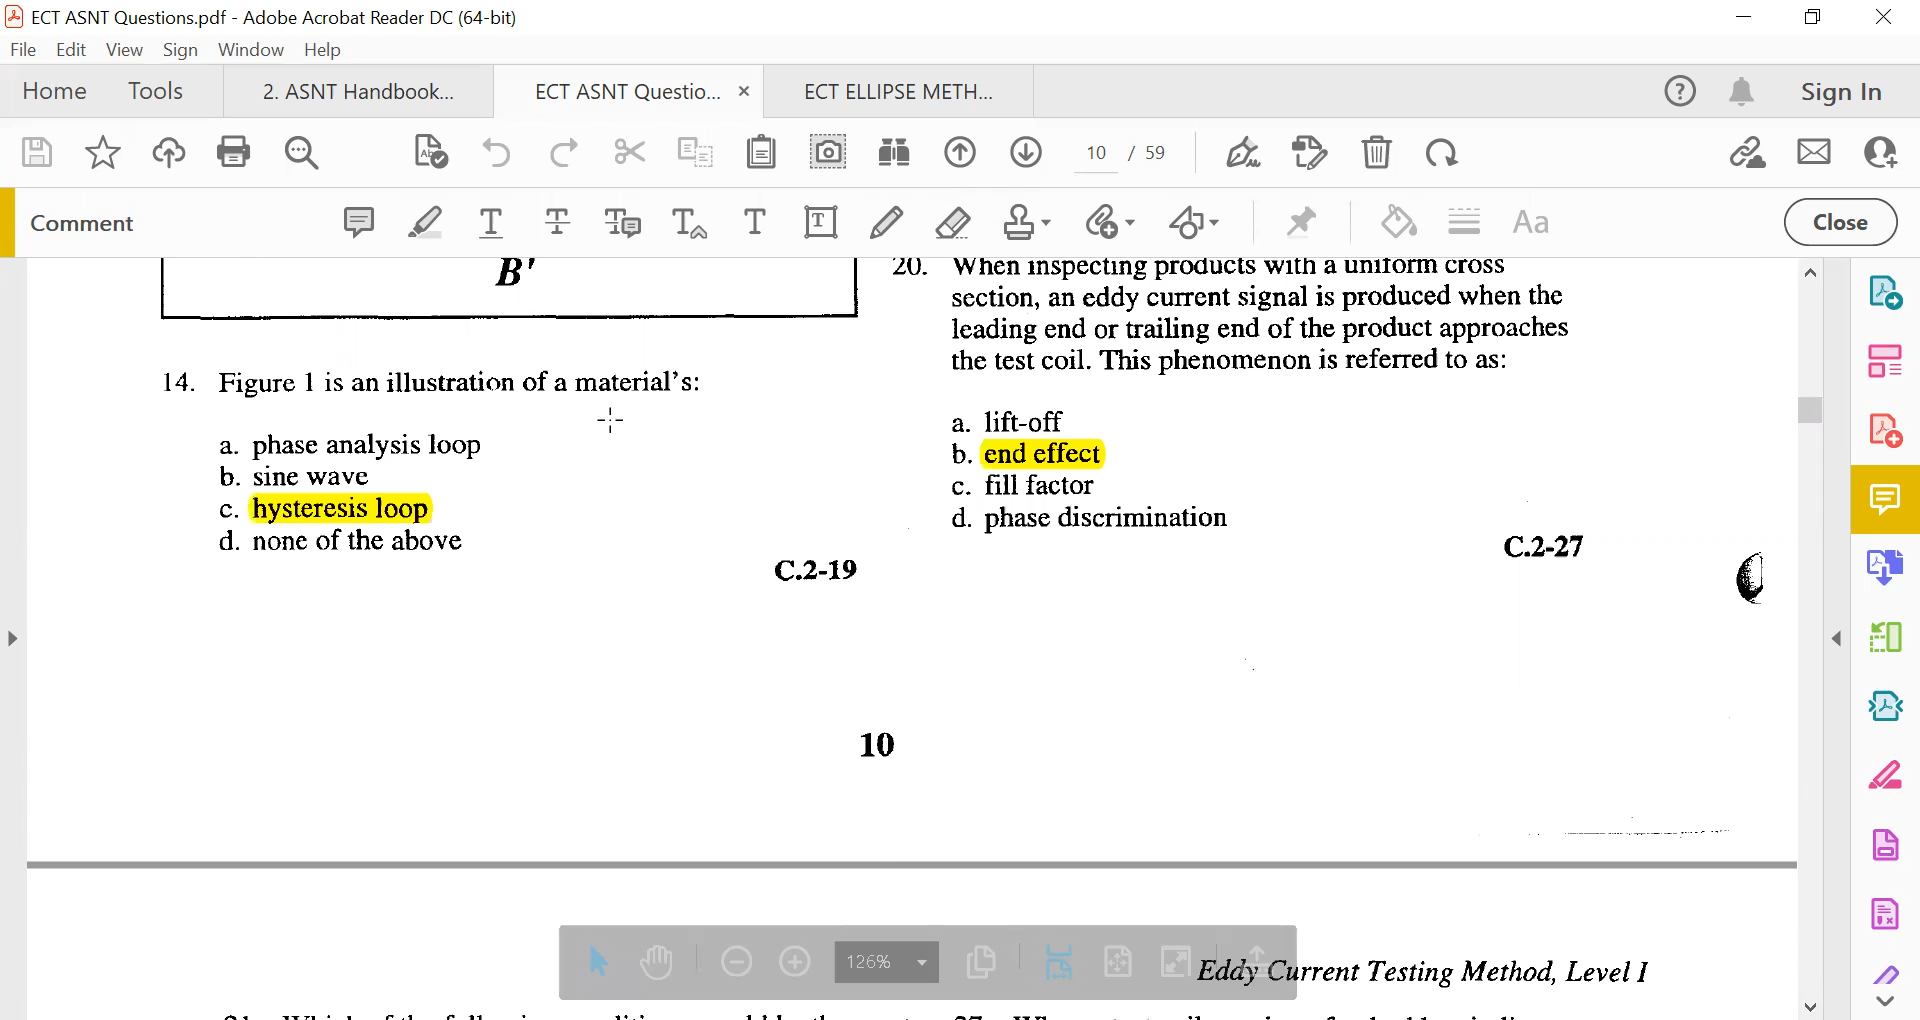 ECT ASNT Questions.pdf - Adobe Acrobat Reader DC (64-bit)
File Edit View Sign Window Help
Home Tools 2. ASNT Handbook... ECT ASNT Questio... × ECT ELLIPSE METH... Sign In
10 / 59
Comment Aa Close
B'
14. Figure 1 is an illustration of a material's:
a. phase analysis loop
b. sine wave
c. hysteresis loop
d. none of the above
C.2-19
20. When inspecting products with a uniform cross
section, an eddy current signal is produced when the
leading end or trailing end of the product approaches
the test coil. This phenomenon is referred to as:
a. lift-off
b. end effect
c. fill factor
d. phase discrimination
C.2-27
10
126%
Eddy Current Testing Method, Level I